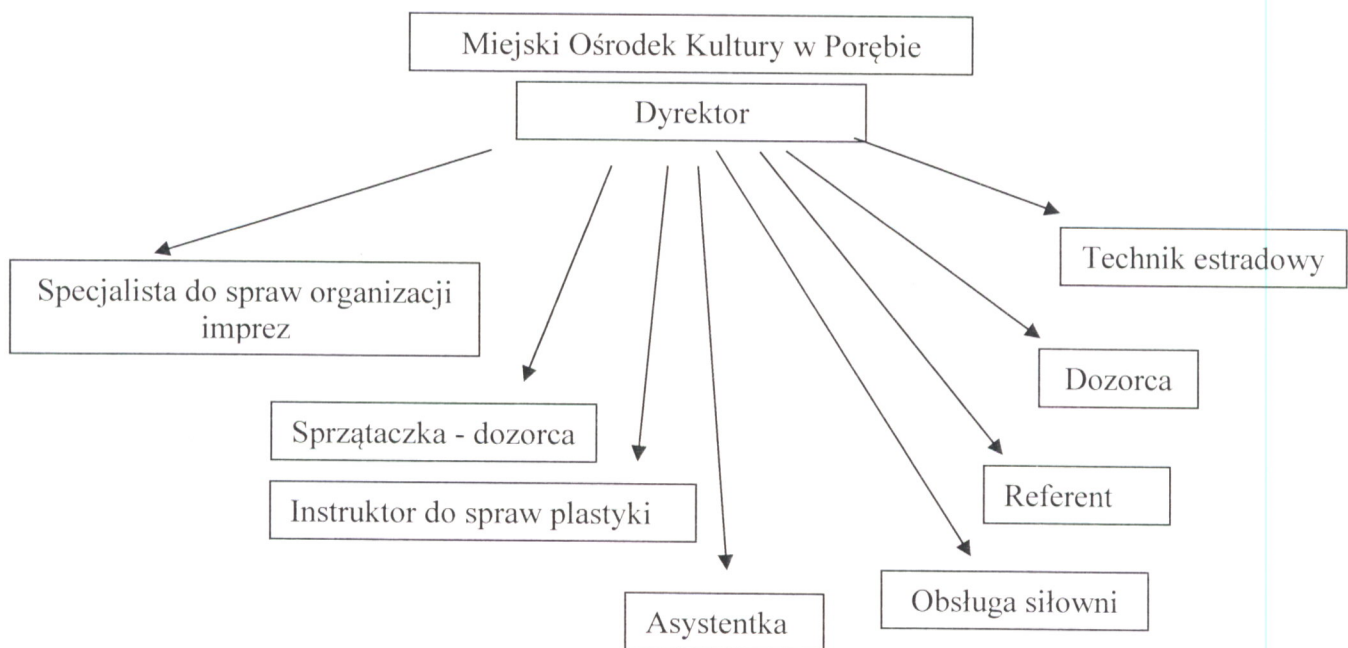 Miejski Ośrodek Kultury w Porębie
Dyrektor
Technik estradowy
Specjalista do spraw organizacji
imprez
Dozorca
Sprzątaczka - dozorca
Referent
Instruktor do spraw plastyki
Obsługa siłowni
Asystentka